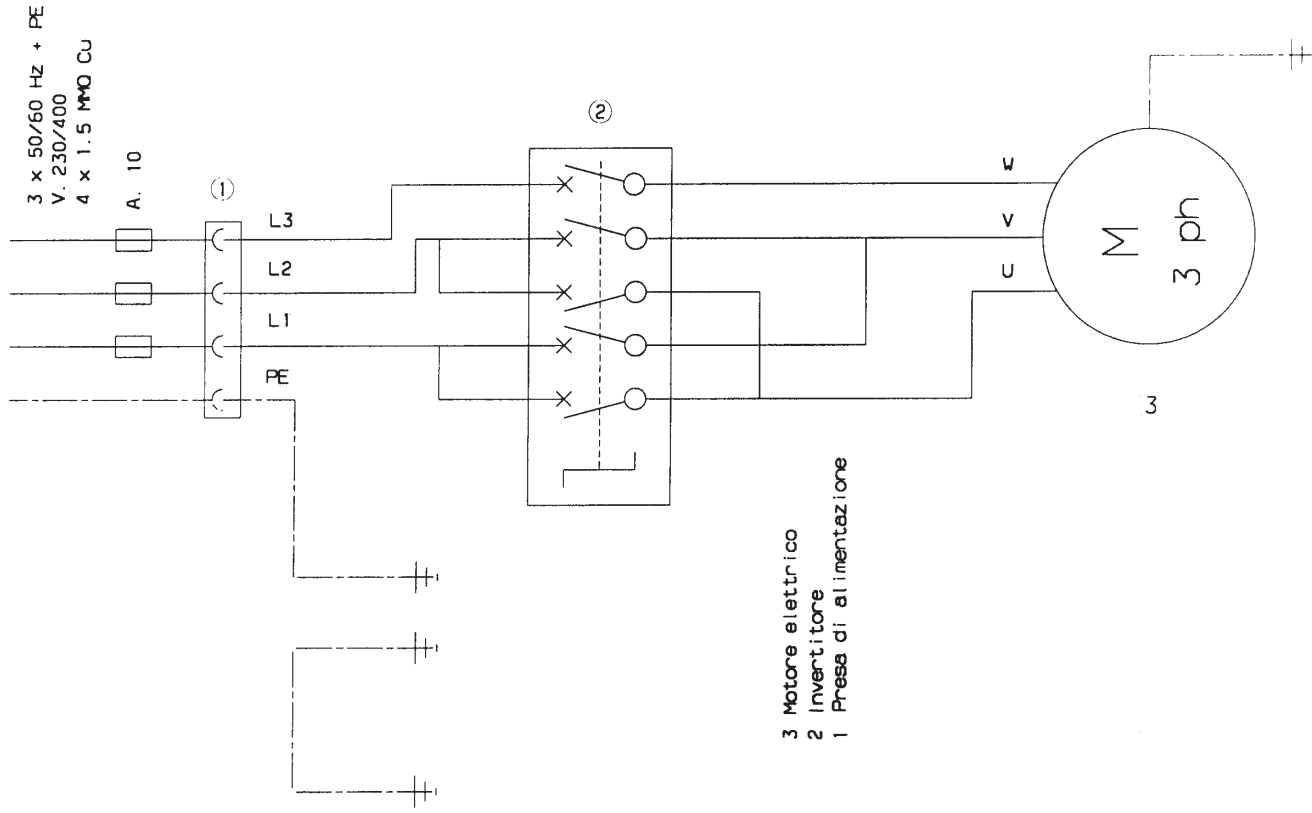 3 x 50/60 Hz + PE
V. 230/400
4 x 1.5 MMQ Cu
A. 10
1
2
L3
L2
L1
PE
W
V
U
M
3 ph
3
3 Motore elettrico
2 Invertitore
1 Presa di alimentazione